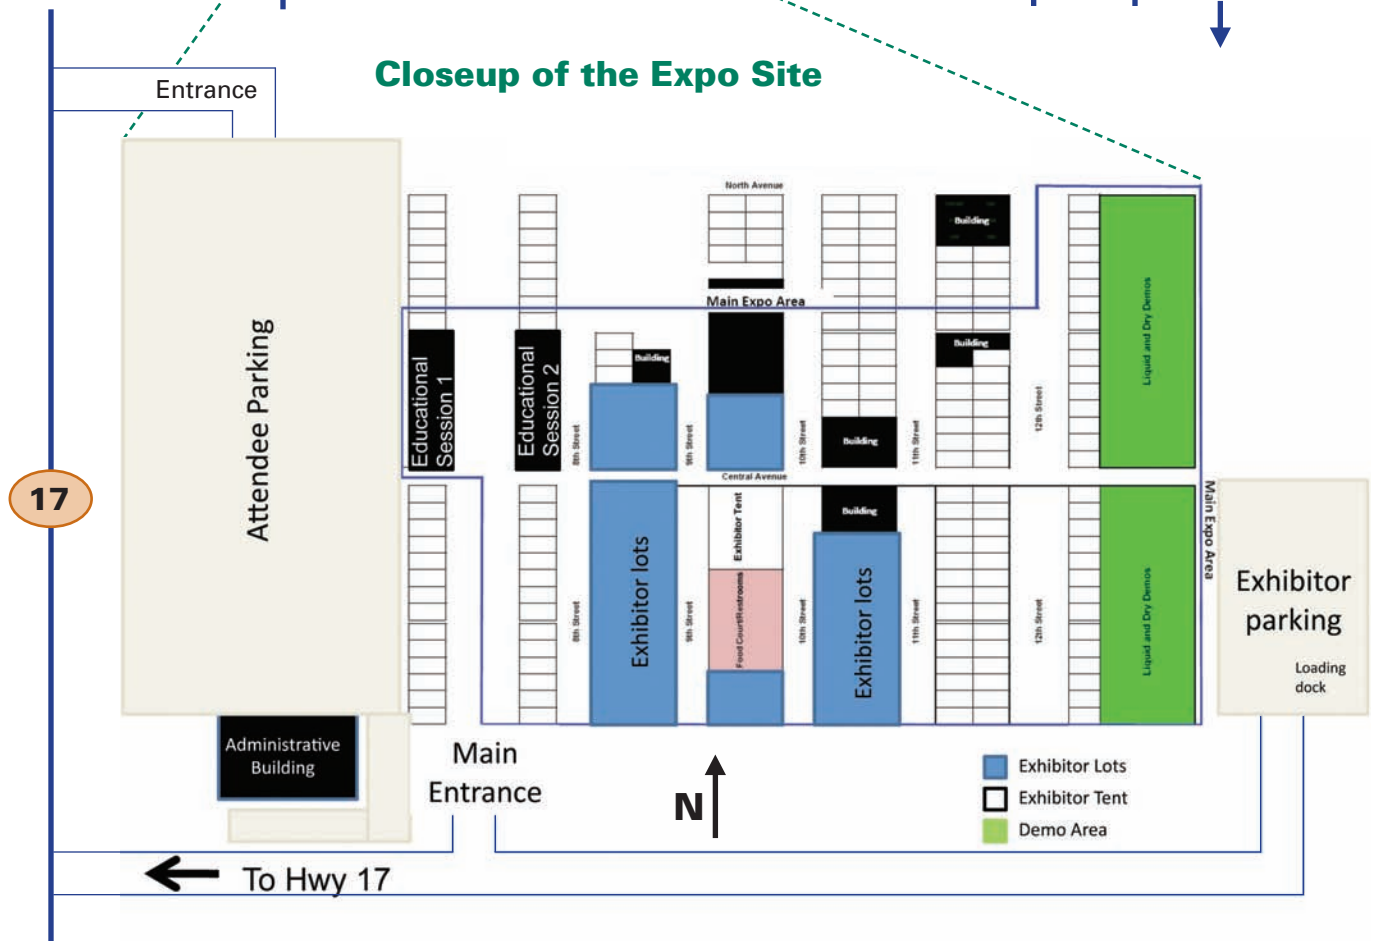 Closeup of the Expo Site
Entrance
North Avenue
Building
Main Expo Area
Attendee Parking
Educational
Session 1
Educational
Session 2
Building
Building
Liquid and Dry Demos
8th Street
9th Street
10th Street
11th Street
12th Street
Building
Central Avenue
17
Exhibitor lots
Exhibitor Tent
Food Court/Restrooms
Building
Exhibitor lots
8th Street
9th Street
10th Street
11th Street
12th Street
Liquid and Dry Demos
Main Expo Area
Exhibitor
parking
Loading
dock
Administrative
Building
Main
Entrance
N
Exhibitor Lots
Exhibitor Tent
Demo Area
To Hwy 17